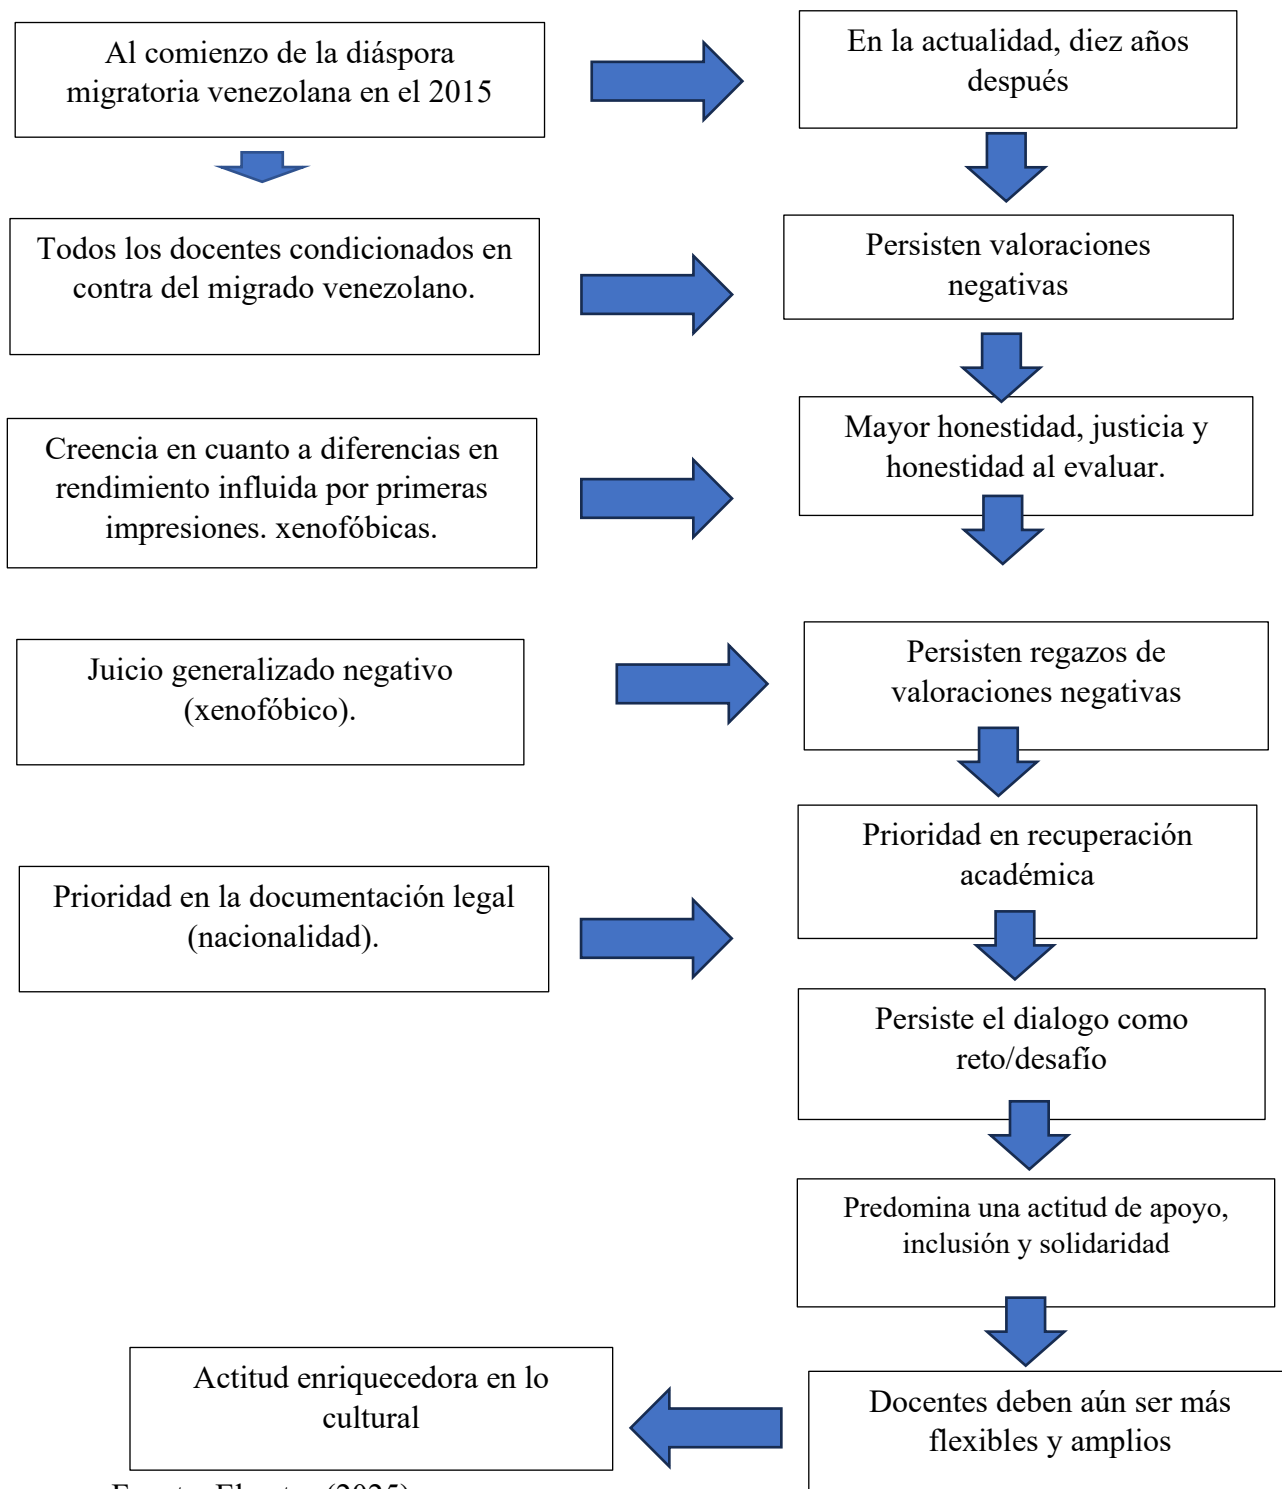 Al comienzo de la diáspora
migratoria venezolana en el 2015
En la actualidad, diez años
después
Todos los docentes condicionados en
contra del migrado venezolano.
Persisten valoraciones
negativas
Creencia en cuanto a diferencias en
rendimiento influida por primeras
impresiones. xenofóbicas.
Mayor honestidad, justicia y
honestidad al evaluar.
Juicio generalizado negativo
(xenofóbico).
Persisten regazos de
valoraciones negativas
Prioridad en la documentación legal
(nacionalidad).
Prioridad en recuperación
académica
Persiste el dialogo como
reto/desafío
Predomina una actitud de apoyo,
inclusión y solidaridad
Docentes deben aún ser más
flexibles y amplios
Actitud enriquecedora en lo
cultural
(2025)